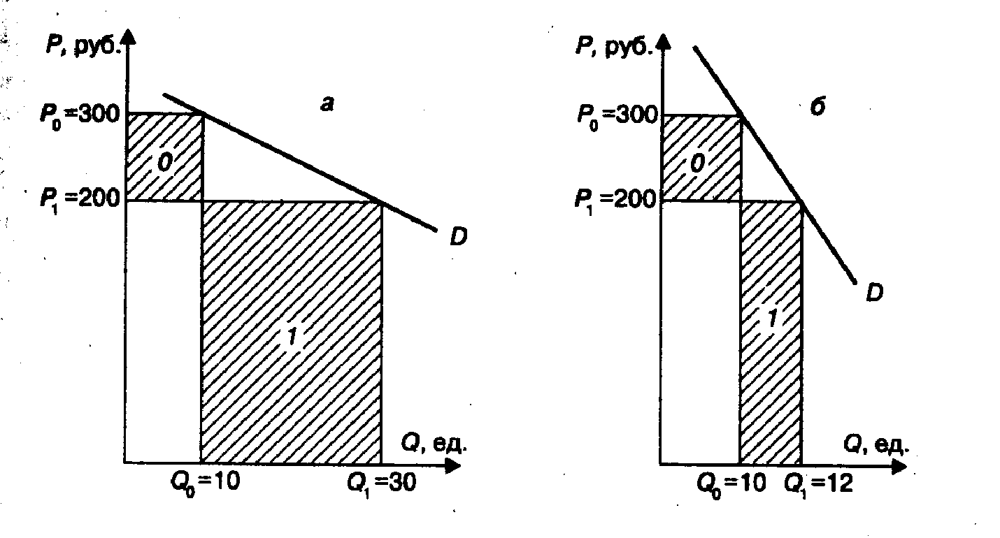 P, руб.
а
P₀ =300
0
P₁ =200
D
1
Q, ед.
Q₀=10
Q₁=30
P, руб.
б
P₀ =300
0
P₁ =200
D
1
Q, ед.
Q₀=10
Q₁=12